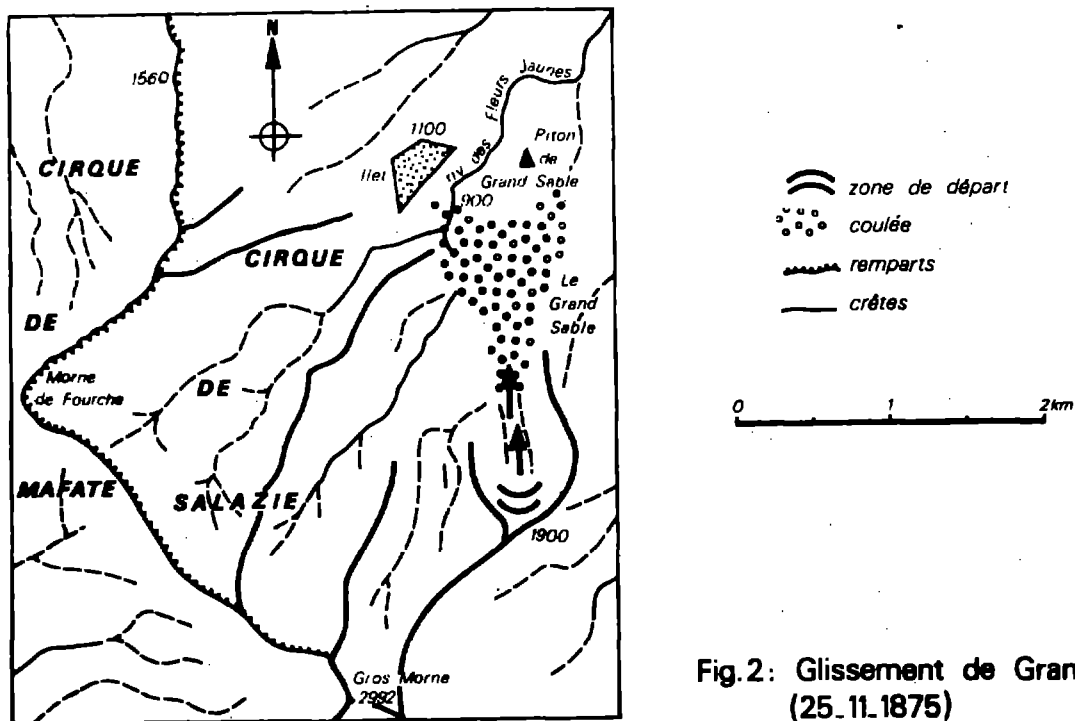 N
1560
Riv des Fleurs Jaunes
1100
Ilet
Piton
de
Grand Sable
900
CIRQUE
CIRQUE
Le
Grand
Sable
DE
DE
Morne
de Fourche
MAFATE
SALAZIE
1900
Gros Morne
2992
zone de départ
coulée
remparts
crêtes
0 1 2km
Fig.2: Glissement de Gran
(25_11_1875)